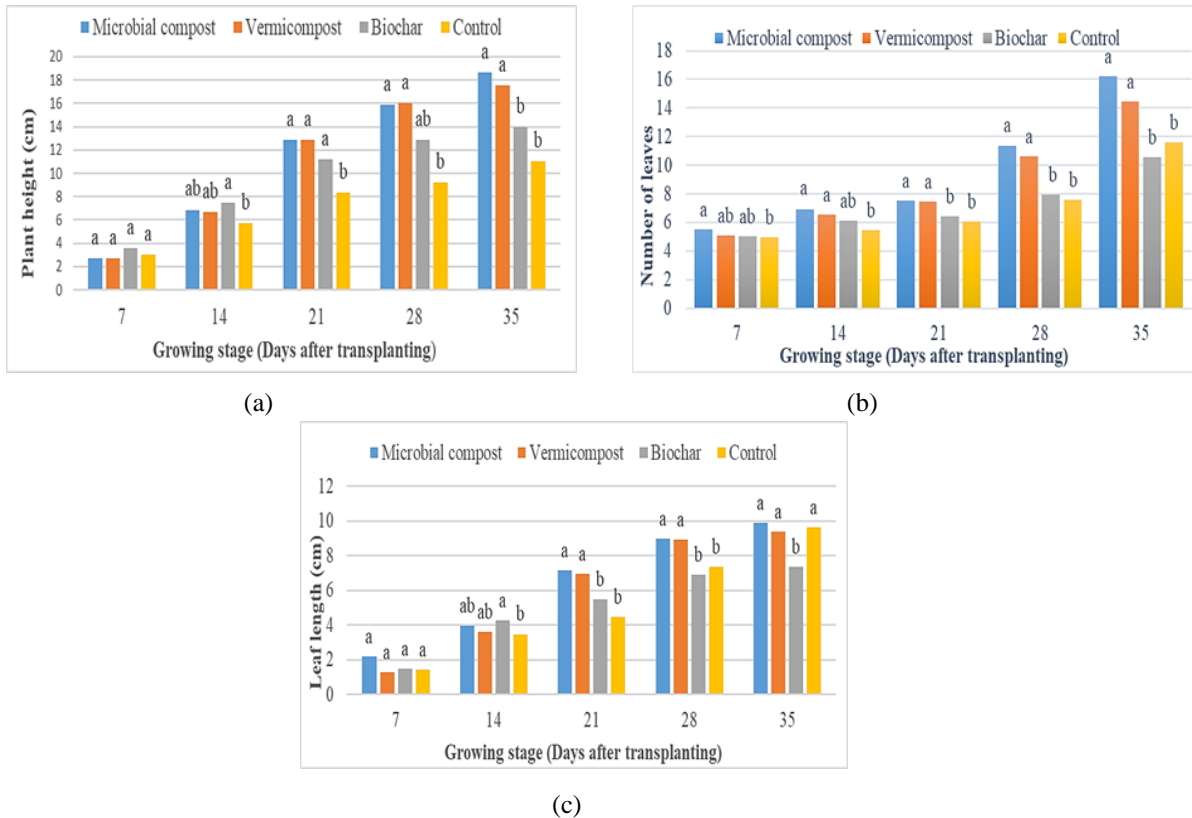 Microbial compost Vermicompost Biochar Control
Plant height (cm)
20
18
16
14
12
10
8
6
4
2
0
a a a a
ab ab a b
a a a b
a a ab b
a a b b
7 14 21 28 35
Growing stage (Days after transplanting)
(a)
Microbial compost Vermicompost Biochar Control
Number of leaves
18
16
14
12
10
8
6
4
2
0
a ab ab b
a a ab b
a a b b
a a b b
a a b b
7 14 21 28 35
Growing stage (Days after transplanting)
(b)
Microbial compost Vermicompost Biochar Control
Leaf length (cm)
12
10
8
6
4
2
0
a a a a
ab ab a b
a a b b
a a b b
a a b a
7 14 21 28 35
Growing stage (Days after transplanting)
(c)